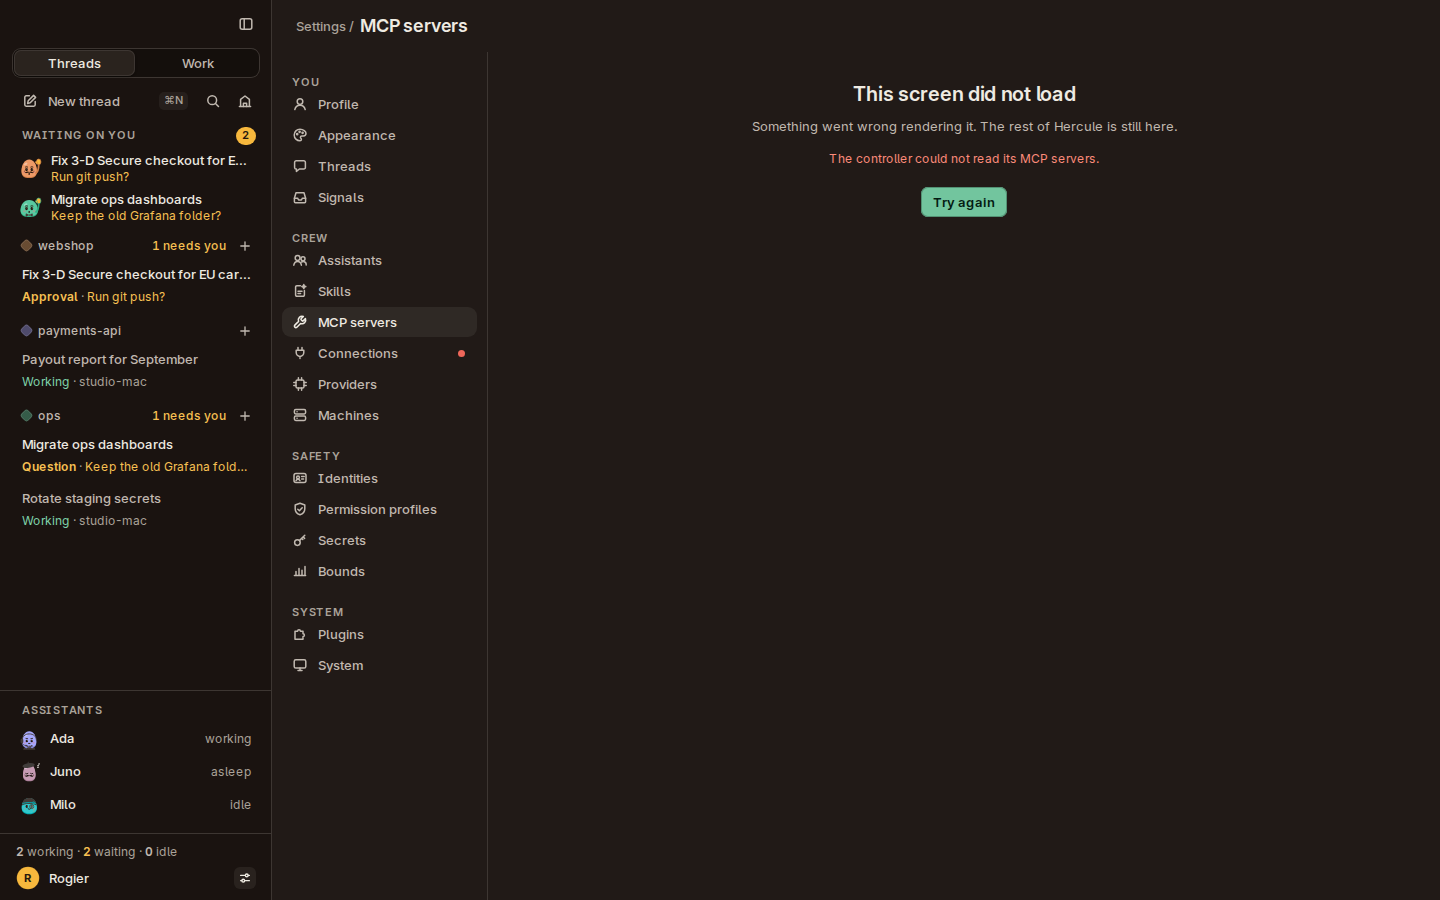 Threads
Work
New thread
⌘N
WAITING ON YOU
2
Fix 3-D Secure checkout for E...
Run git push?
Migrate ops dashboards
Keep the old Grafana folder?
webshop
1 needs you
Fix 3-D Secure checkout for EU car...
Approval · Run git push?
payments-api
Payout report for September
Working · studio-mac
ops
1 needs you
Migrate ops dashboards
Question · Keep the old Grafana fold...
Rotate staging secrets
Working · studio-mac
ASSISTANTS
Ada
working
Juno
asleep
Milo
idle
2 working · 2 waiting · 0 idle
R
Rogier
Settings / MCP servers
YOU
Profile
Appearance
Threads
Signals
CREW
Assistants
Skills
MCP servers
Connections
Providers
Machines
SAFETY
Identities
Permission profiles
Secrets
Bounds
SYSTEM
Plugins
System
This screen did not load
Something went wrong rendering it. The rest of Hercule is still here.
The controller could not read its MCP servers.
Try again